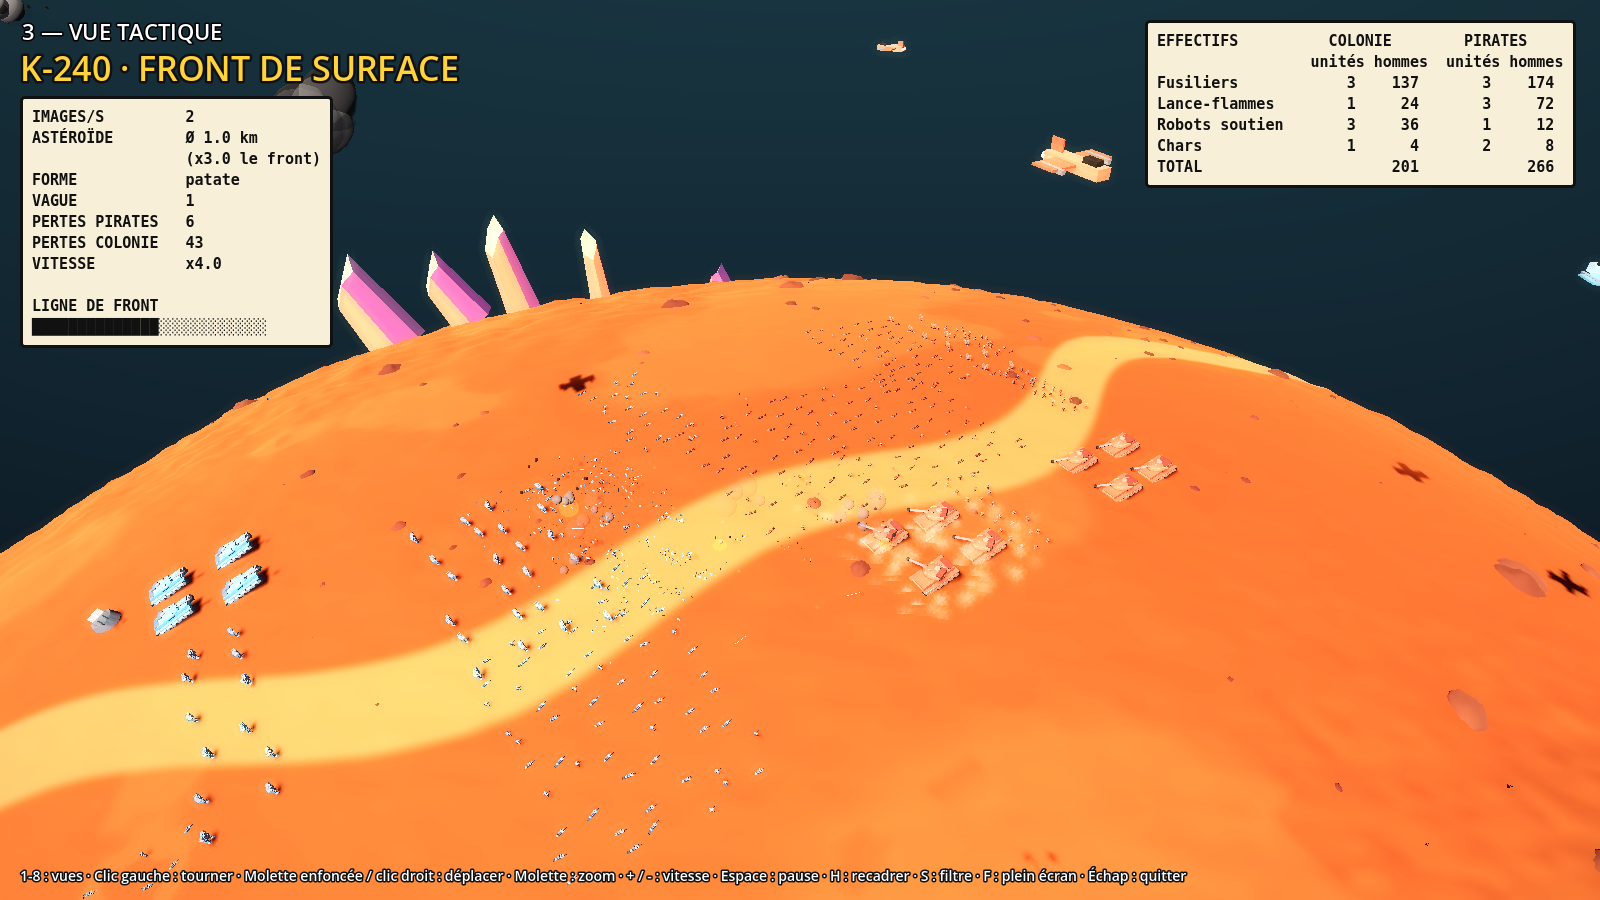 3 — VUE TACTIQUE
K-240 · FRONT DE SURFACE
IMAGES/S 2
ASTÉROÏDE Ø 1.0 km
(x3.0 le front)
FORME patate
VAGUE 1
PERTES PIRATES 6
PERTES COLONIE 43
VITESSE x4.0
LIGNE DE FRONT
EFFECTIFS COLONIE PIRATES
unités hommes unités hommes
Fusiliers 3 137 3 174
Lance-flammes 1 24 3 72
Robots soutien 3 36 1 12
Chars 1 4 2 8
TOTAL 201 266
1-8 : vues · Clic gauche : tourner · Molette enfoncée / clic droit : déplacer · Molette : zoom · + / - : vitesse · Espace : pause · H : recadrer · S : filtre · F : plein écran · Échap : quitter